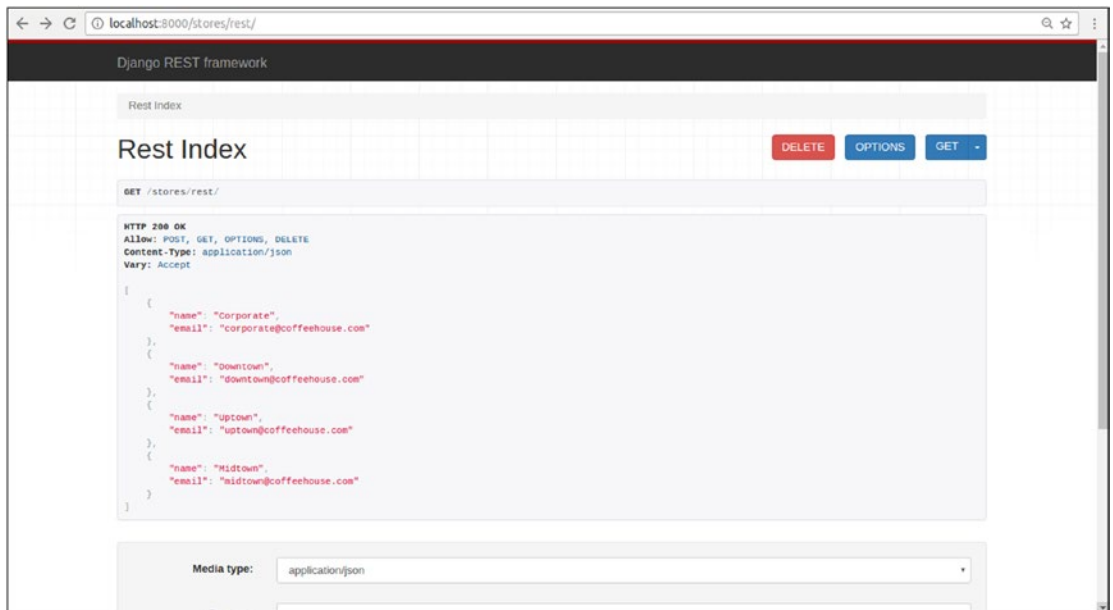 localhost:8000/stores/rest/
Django REST framework
Rest Index
Rest Index
DELETE OPTIONS GET
GET /stores/rest/
HTTP 200 OK
Allow: POST, GET, OPTIONS, DELETE
Content-Type: application/json
Vary: Accept
[
{
"name": "Corporate",
"email": "corporate@coffeehouse.com"
},
{
"name": "Downtown",
"email": "downtown@coffeehouse.com"
},
{
"name": "Uptown",
"email": "uptown@coffeehouse.com"
},
{
"name": "Midtown",
"email": "midtown@coffeehouse.com"
}
]
Media type: application/json